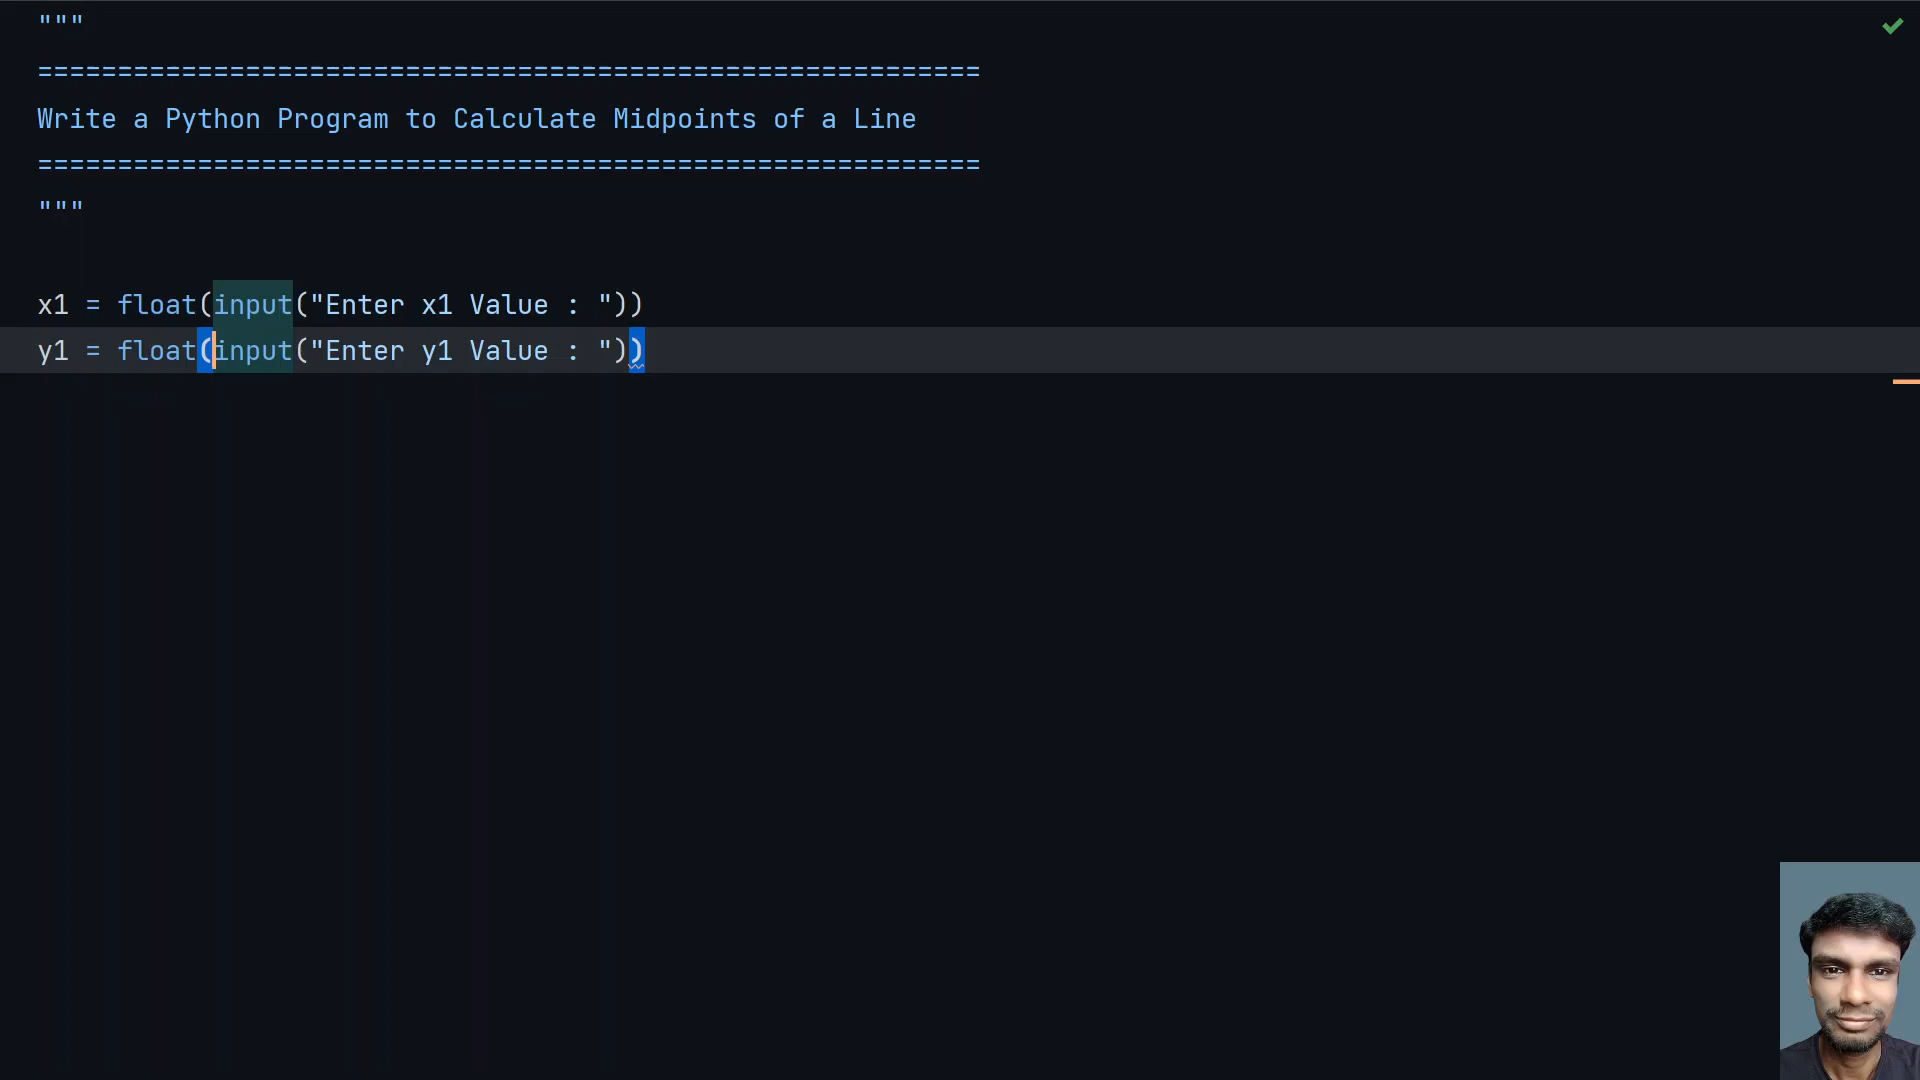 """
===========================================================
Write a Python Program to Calculate Midpoints of a Line
===========================================================
"""
x1 = float(input("Enter x1 Value : "))
y1 = float(input("Enter y1 Value : "))